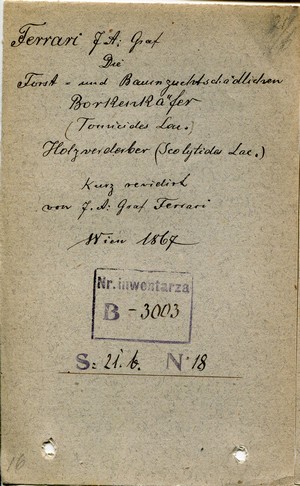 Ferrari J. A. Graf
Die
Forst - und Baumzuchtschädlichen
Borkenkäfer
(Tomicides Lac.)
Holzverderber (Scolytides Lac.)
Kurz revidirt
von J. A. Graf Ferrari
Wien 1867
Nr. inwentarza
B - 3003
S: 21. b. N. 18
16